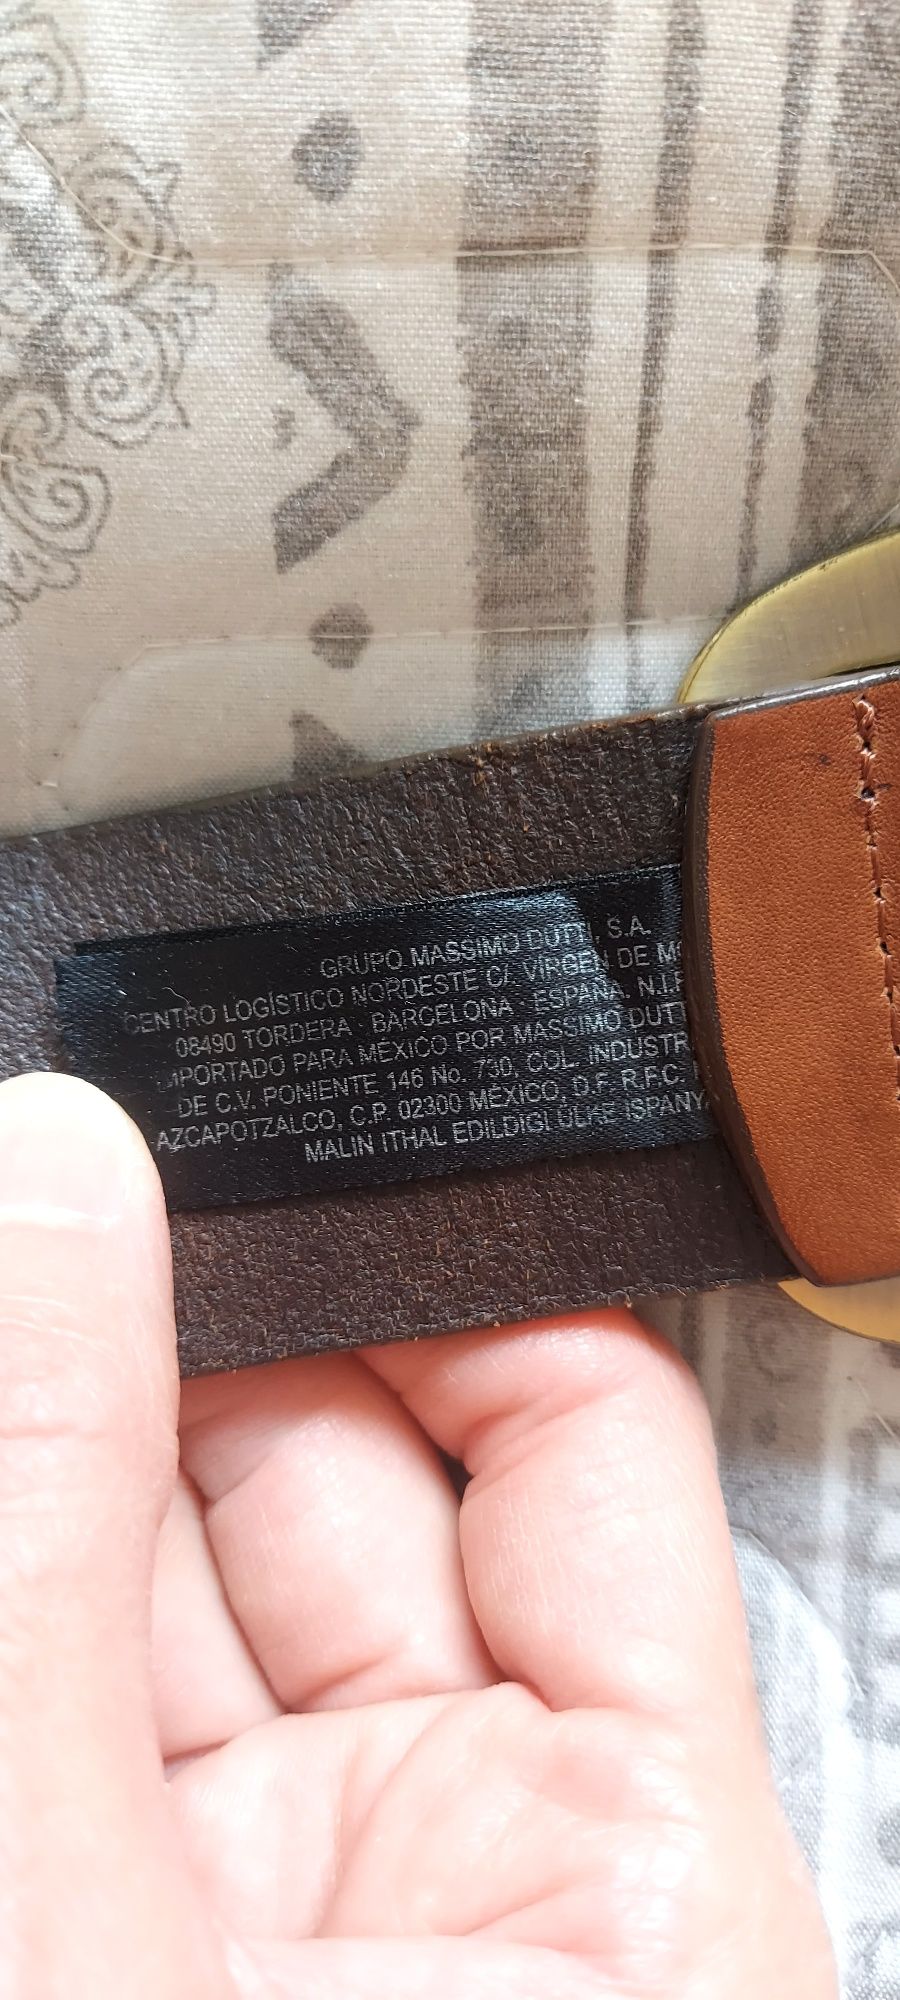 GRUPO MASSIMO DUTTI, S.A.
CENTRO LOGÍSTICO NORDESTE C/. VIRGEN DE
08490 TORDERA · BARCELONA · ESPAÑA. N.I.F
IMPORTADO PARA MÉXICO POR MASSIMO DUTT
DE C.V. PONIENTE 146 No. 730, COL. INDUSTR
AZCAPOTZALCO, C.P. 02300 MÉXICO, D.F. R.F.C.
MALIN ITHAL EDILDIGI ÜLKE ISPANY